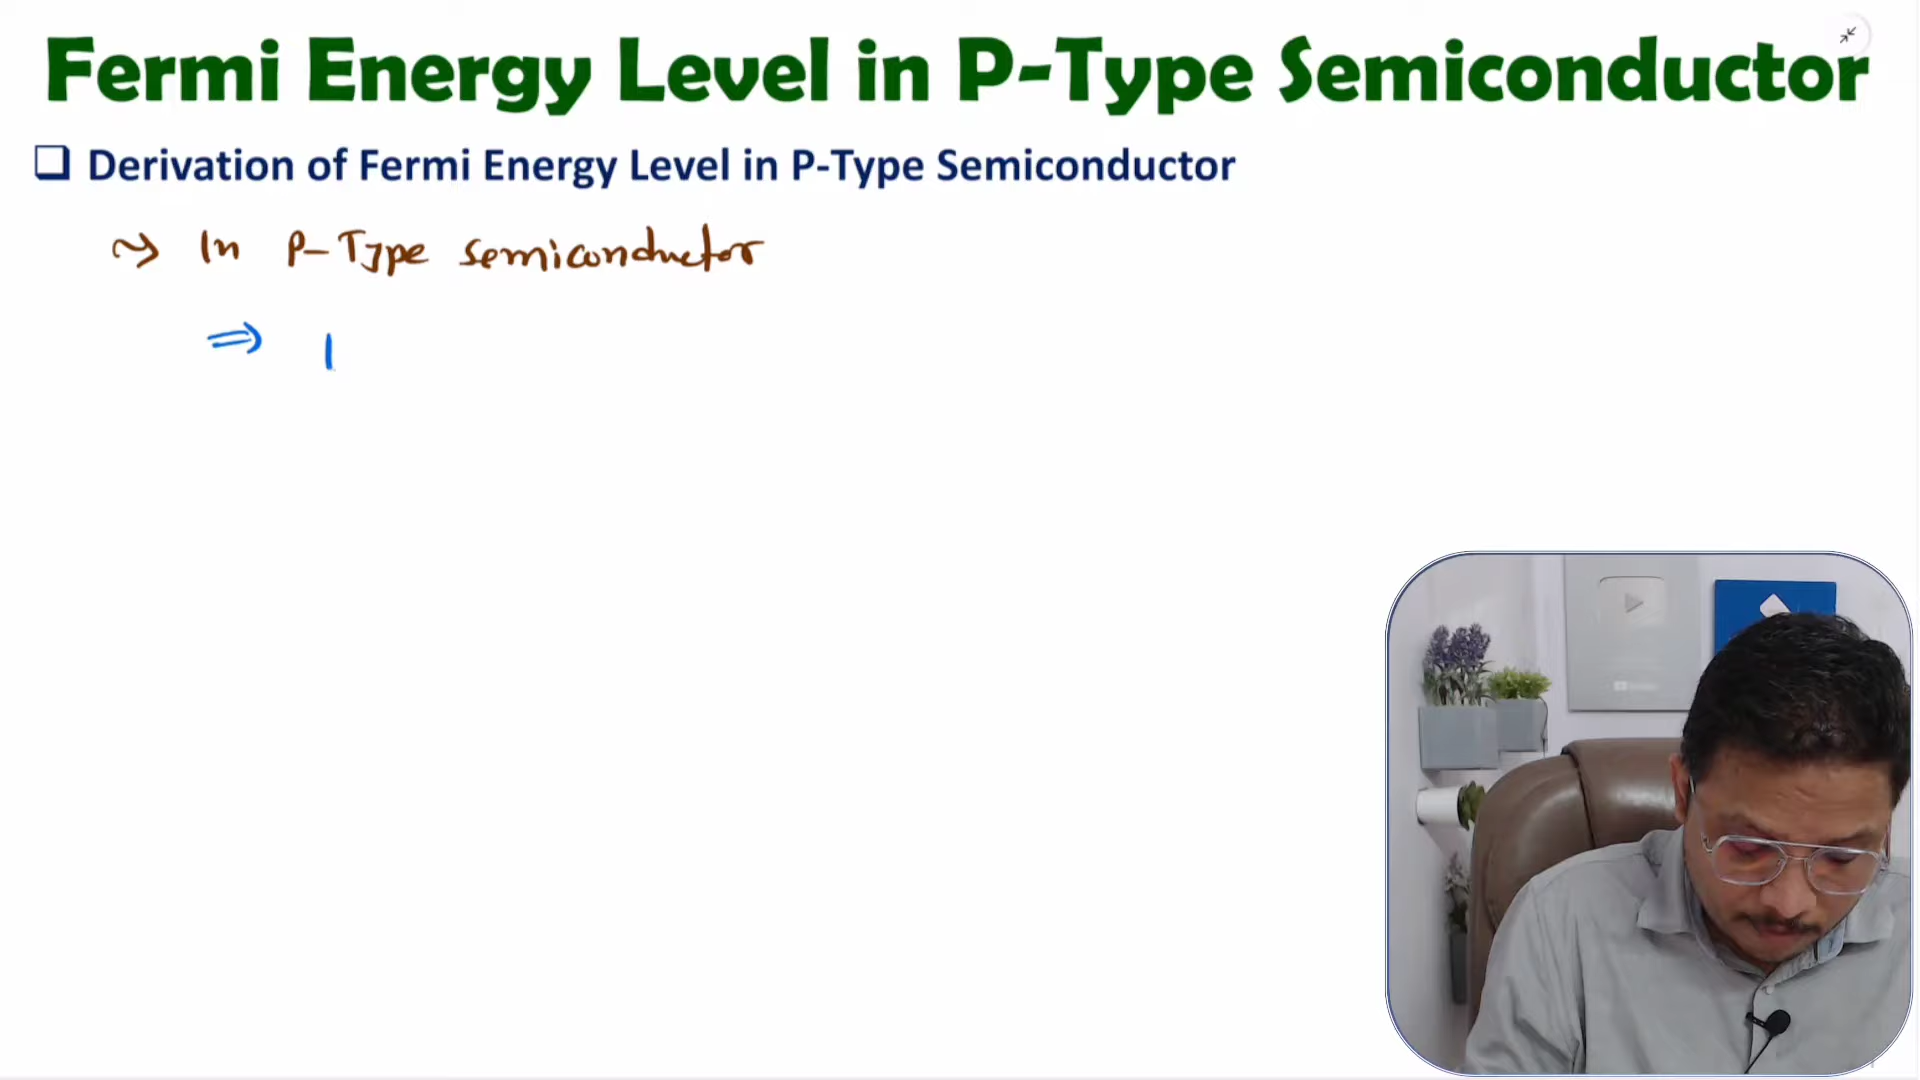 Fermi Energy Level in P-Type Semiconductor
Derivation of Fermi Energy Level in P-Type Semiconductor
In P-Type semiconductor
⇒